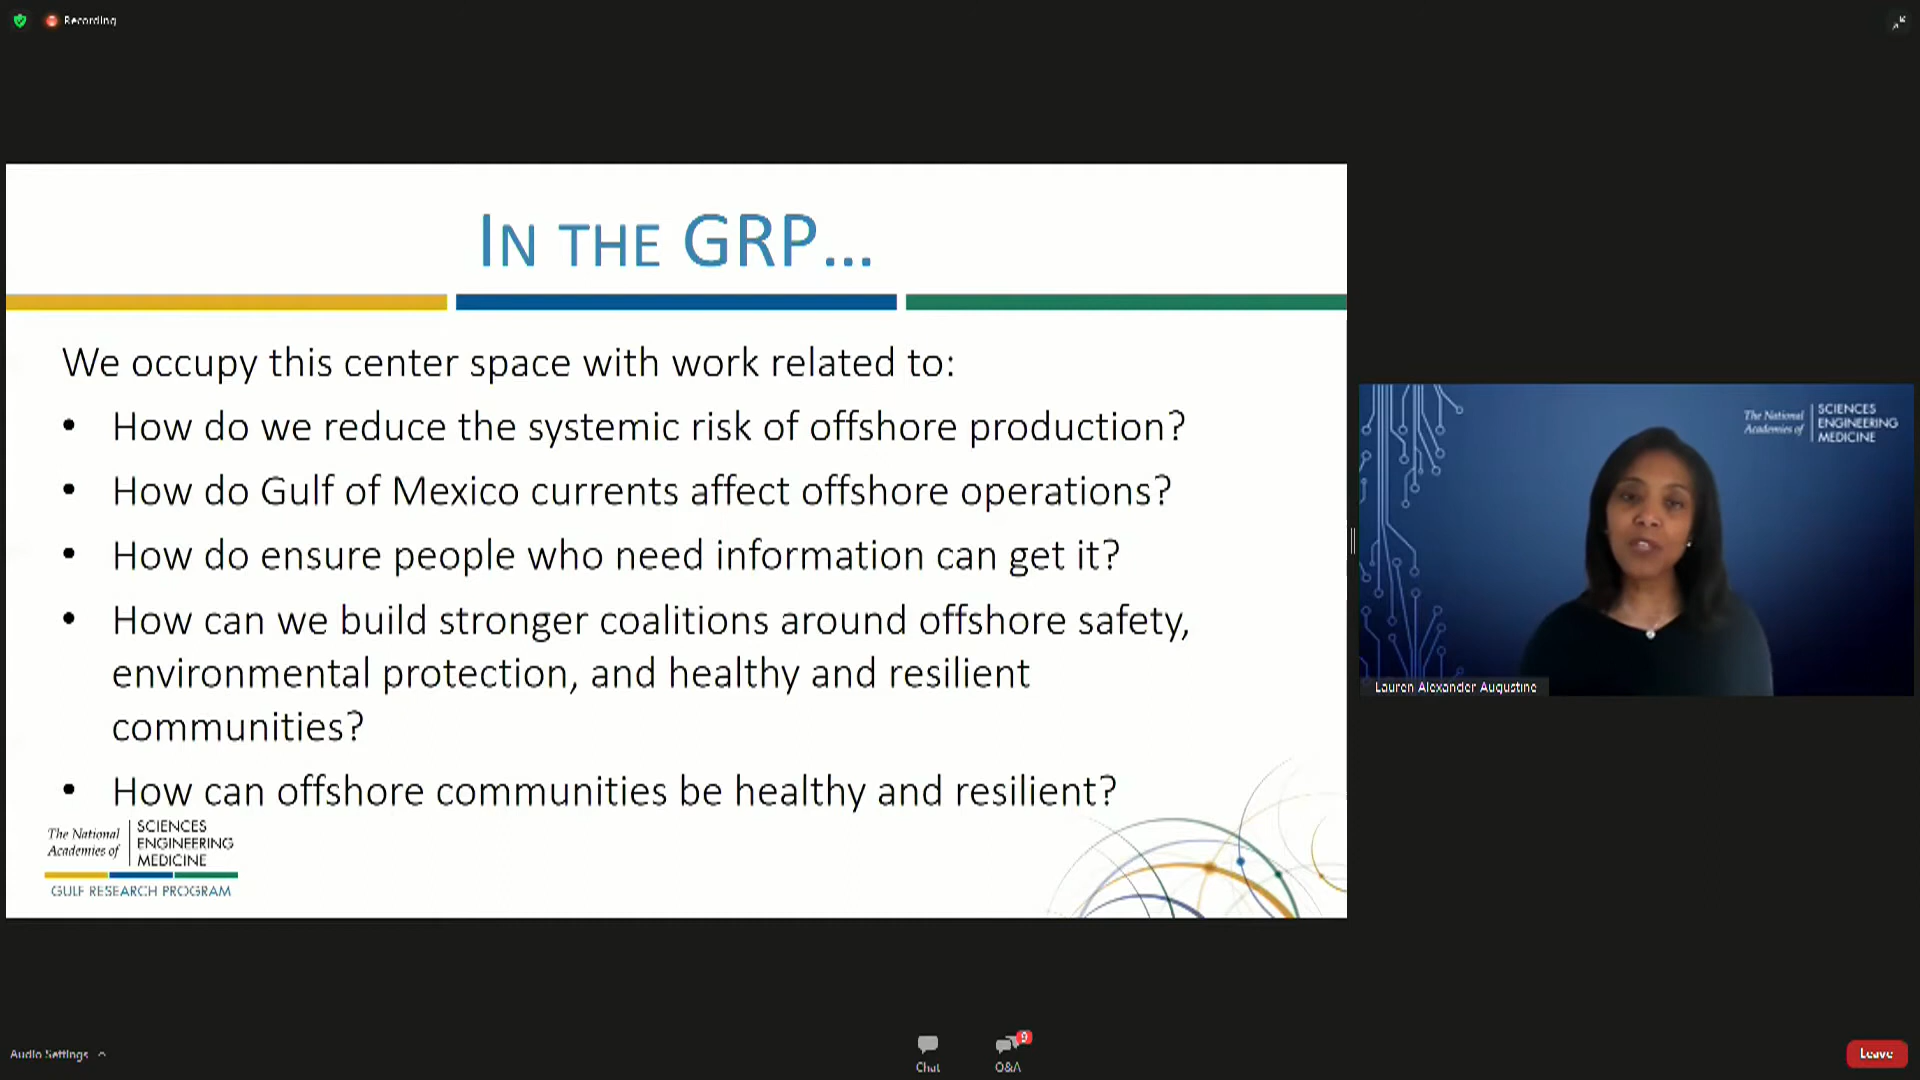 Recording
IN THE GRP...
We occupy this center space with work related to:
• How do we reduce the systemic risk of offshore production?
• How do Gulf of Mexico currents affect offshore operations?
• How do ensure people who need information can get it?
• How can we build stronger coalitions around offshore safety,
environmental protection, and healthy and resilient
communities?
• How can offshore communities be healthy and resilient?
The National
Academies of
SCIENCES
ENGINEERING
MEDICINE
GULF RESEARCH PROGRAM
The National
Academies of
SCIENCES
ENGINEERING
MEDICINE
Lauren Alexander Augustine
Audio Settings
Chat
9
Q&A
Leave